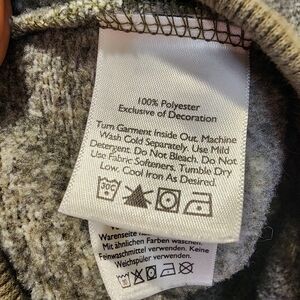 100% Polyester
Exclusive of Decoration
Turn Garment Inside Out. Machine
Wash Cold Separately. Use Mild
Detergent. Do Not Bleach. Do Not
Use Fabric Softeners. Tumble Dry
Low. Cool Iron As Desired.
30C
Warenseite
Mit ähnlichen Farben waschen.
Feinwaschmittel verwenden. Keine
Weichspüler verwenden.